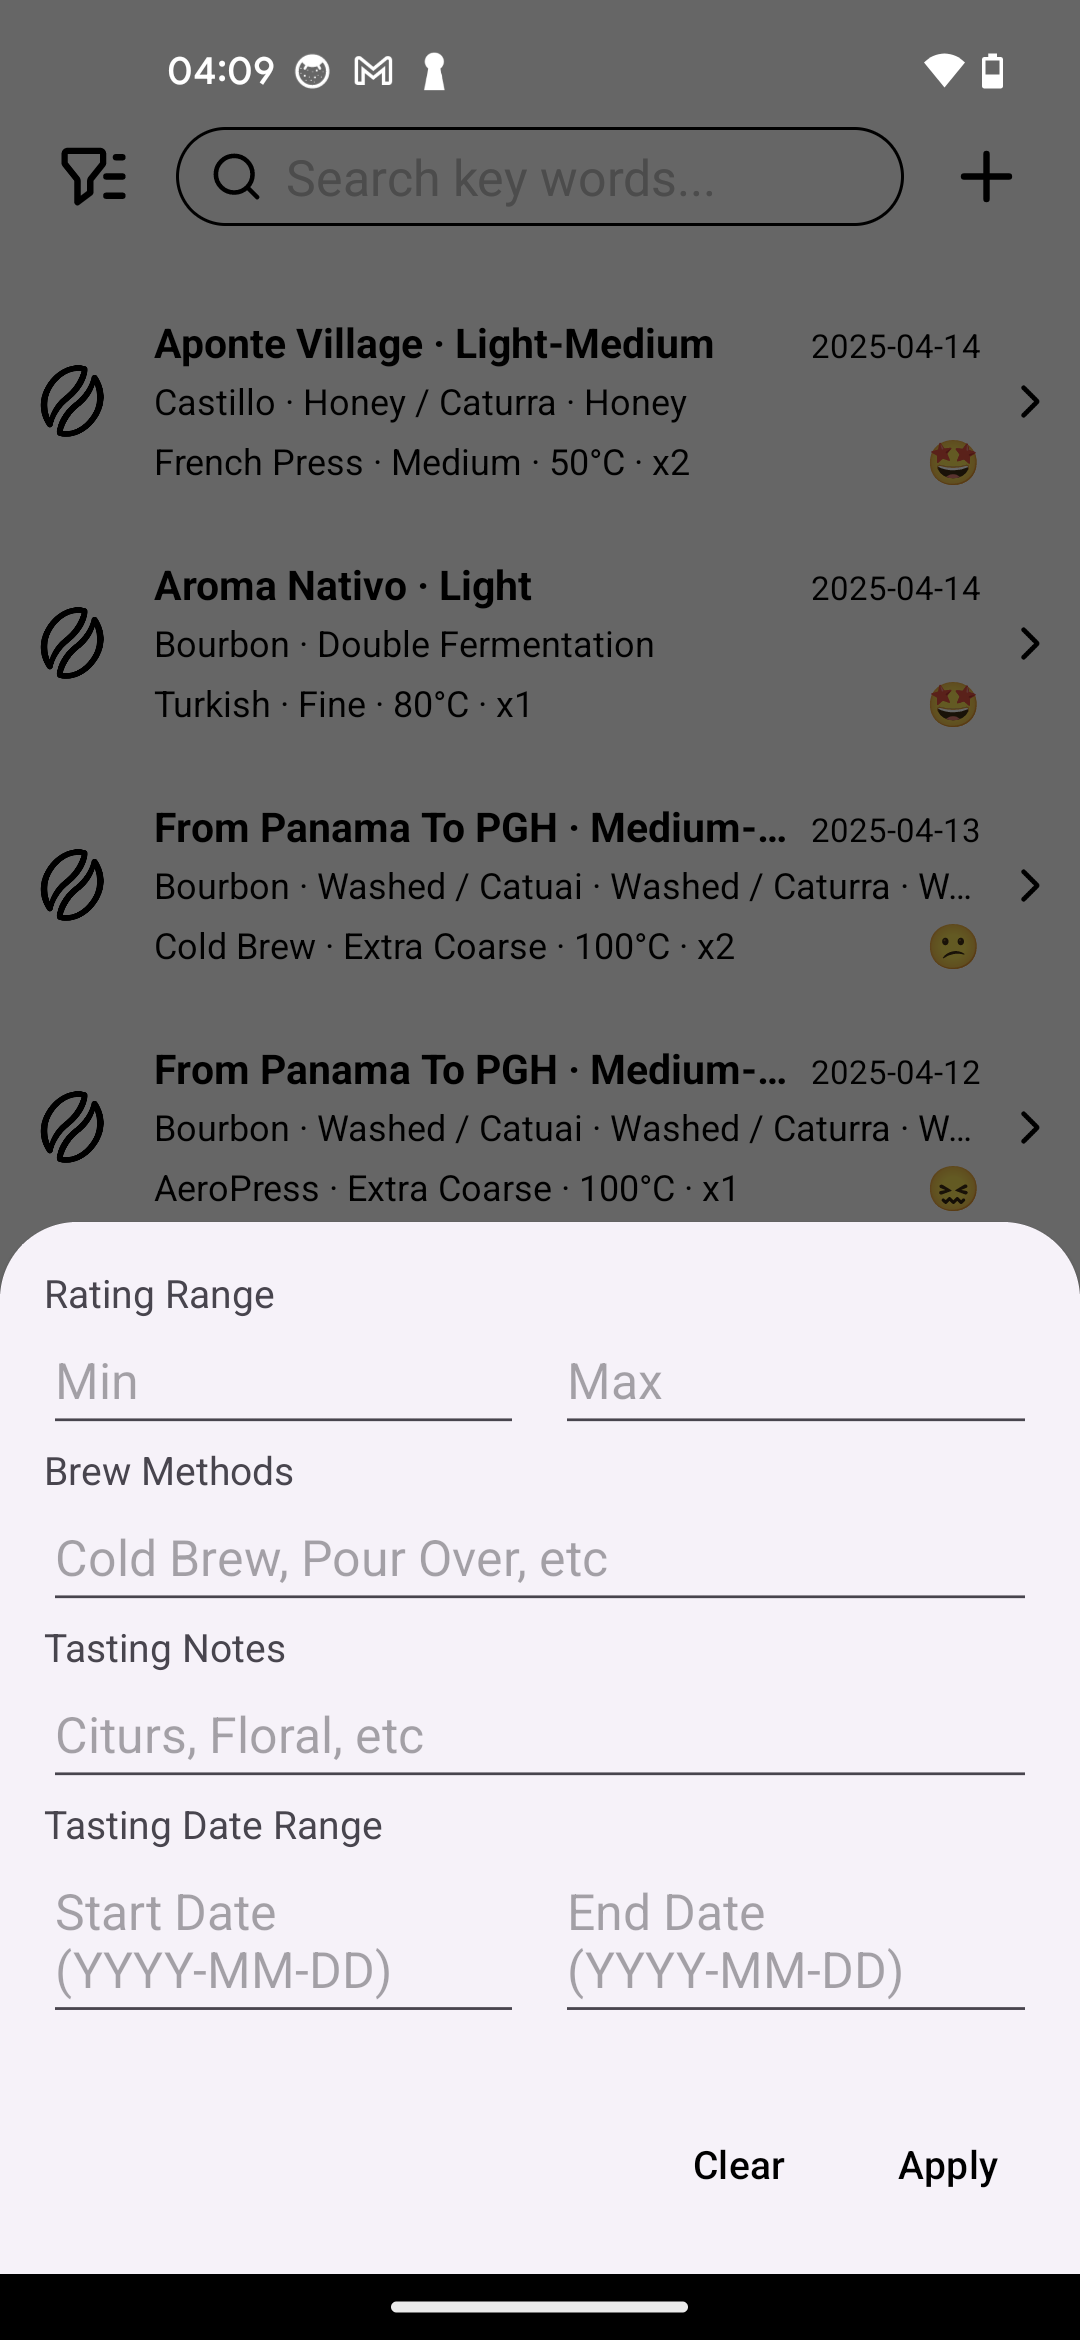 04:09
Search key words...
Aponte Village · Light-Medium 2025-04-14
Castillo · Honey / Caturra · Honey
French Press · Medium · 50°C · x2
Aroma Nativo · Light 2025-04-14
Bourbon · Double Fermentation
Turkish · Fine · 80°C · x1
From Panama To PGH · Medium-... 2025-04-13
Bourbon · Washed / Catuai · Washed / Caturra · W...
Cold Brew · Extra Coarse · 100°C · x2
From Panama To PGH · Medium-... 2025-04-12
Bourbon · Washed / Catuai · Washed / Caturra · W...
AeroPress · Extra Coarse · 100°C · x1
Rating Range
Min Max
Brew Methods
Cold Brew, Pour Over, etc
Tasting Notes
Citurs, Floral, etc
Tasting Date Range
Start Date End Date
(YYYY-MM-DD) (YYYY-MM-DD)
Clear Apply